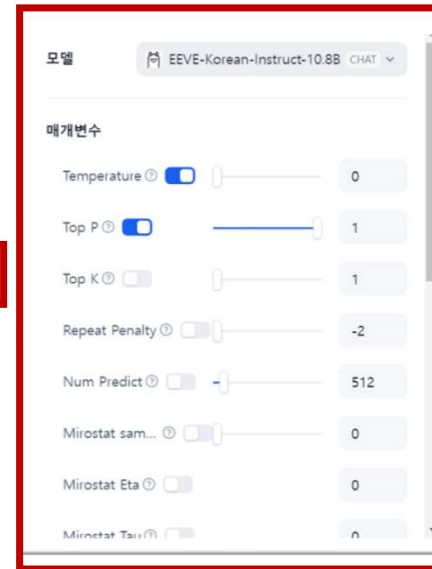 모델 EEVE-Korean-Instruct-10.8B CHAT
매개변수
Temperature 0
Top P 1
Top K 1
Repeat Penalty -2
Num Predict 512
Mirostat sam... 0
Mirostat Eta 0
Mirostat Tau 0